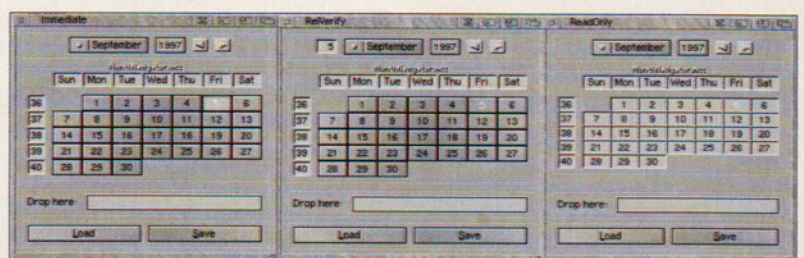 Immediate
September 1997
Sun Mon Tue Wed Thu Fri Sat
36 1 2 3 4 5 6
37 7 8 9 10 11 12 13
38 14 15 16 17 18 19 20
39 21 22 23 24 25 26 27
40 28 29 30
Drop here:
Load Save
RelVerify
5 September 1997
Sun Mon Tue Wed Thu Fri Sat
36 1 2 3 4 5 6
37 7 8 9 10 11 12 13
38 14 15 16 17 18 19 20
39 21 22 23 24 25 26 27
40 28 29 30
Drop here:
Load Save
ReadOnly
September 1997
Sun Mon Tue Wed Thu Fri Sat
36 1 2 3 4 5 6
37 7 8 9 10 11 12 13
38 14 15 16 17 18 19 20
39 21 22 23 24 25 26 27
40 28 29 30
Drop here:
Load Save